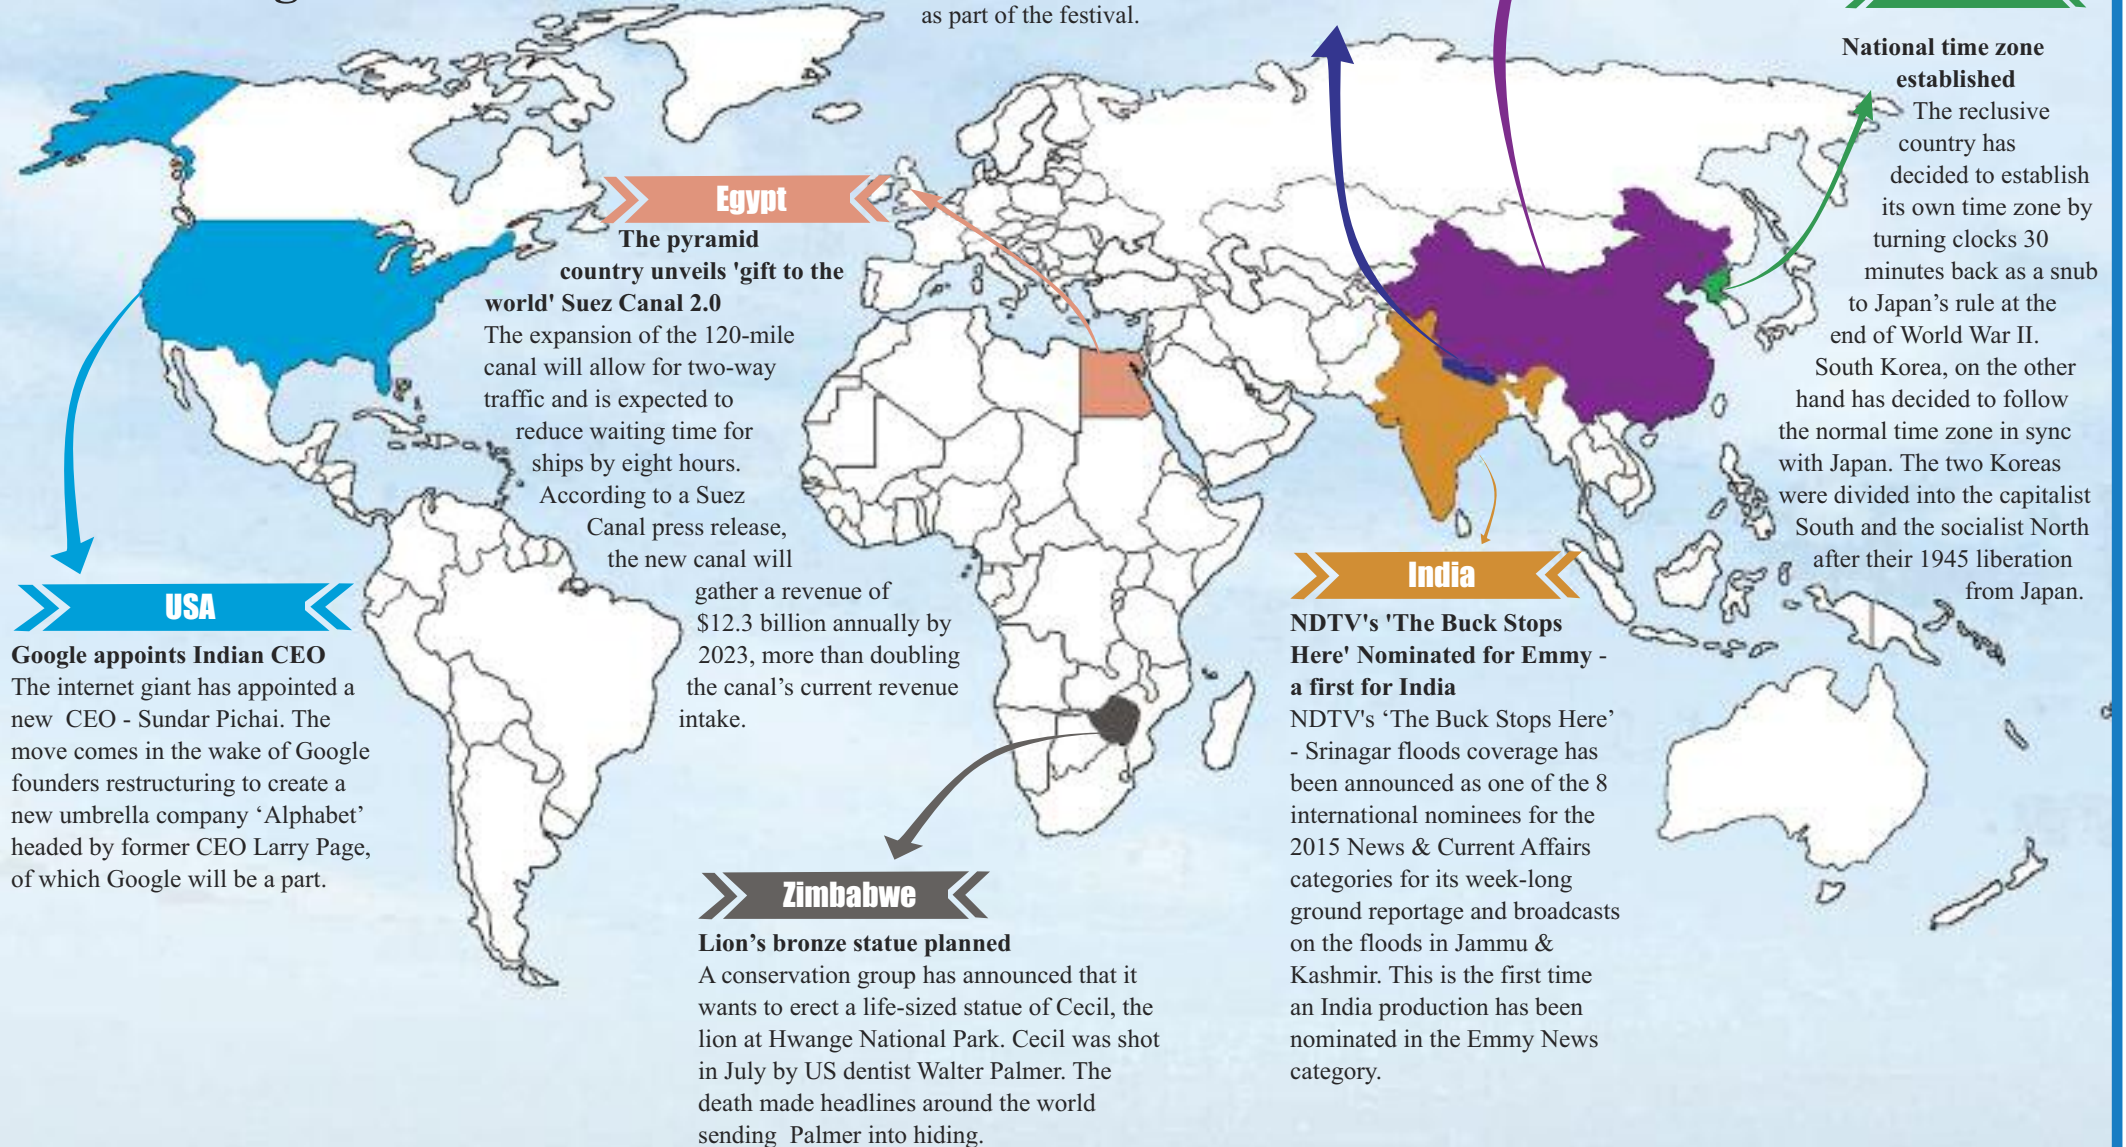 as part of the festival.
National time zone
established
The reclusive
country has
decided to establish
its own time zone by
turning clocks 30
minutes back as a snub
to Japan’s rule at the
end of World War II.
South Korea, on the other
hand has decided to follow
the normal time zone in sync
with Japan. The two Koreas
were divided into the capitalist
South and the socialist North
after their 1945 liberation
from Japan.
Egypt
The pyramid
country unveils 'gift to the
world' Suez Canal 2.0
The expansion of the 120-mile
canal will allow for two-way
traffic and is expected to
reduce waiting time for
ships by eight hours.
According to a Suez
Canal press release,
the new canal will
gather a revenue of
$12.3 billion annually by
2023, more than doubling
the canal’s current revenue
intake.
USA
Google appoints Indian CEO
The internet giant has appointed a
new CEO - Sundar Pichai. The
move comes in the wake of Google
founders restructuring to create a
new umbrella company ‘Alphabet’
headed by former CEO Larry Page,
of which Google will be a part.
India
NDTV's 'The Buck Stops
Here' Nominated for Emmy -
a first for India
NDTV's ‘The Buck Stops Here’
- Srinagar floods coverage has
been announced as one of the 8
international nominees for the
2015 News & Current Affairs
categories for its week-long
ground reportage and broadcasts
on the floods in Jammu &
Kashmir. This is the first time
an India production has been
nominated in the Emmy News
category.
Zimbabwe
Lion’s bronze statue planned
A conservation group has announced that it
wants to erect a life-sized statue of Cecil, the
lion at Hwange National Park. Cecil was shot
in July by US dentist Walter Palmer. The
death made headlines around the world
sending Palmer into hiding.